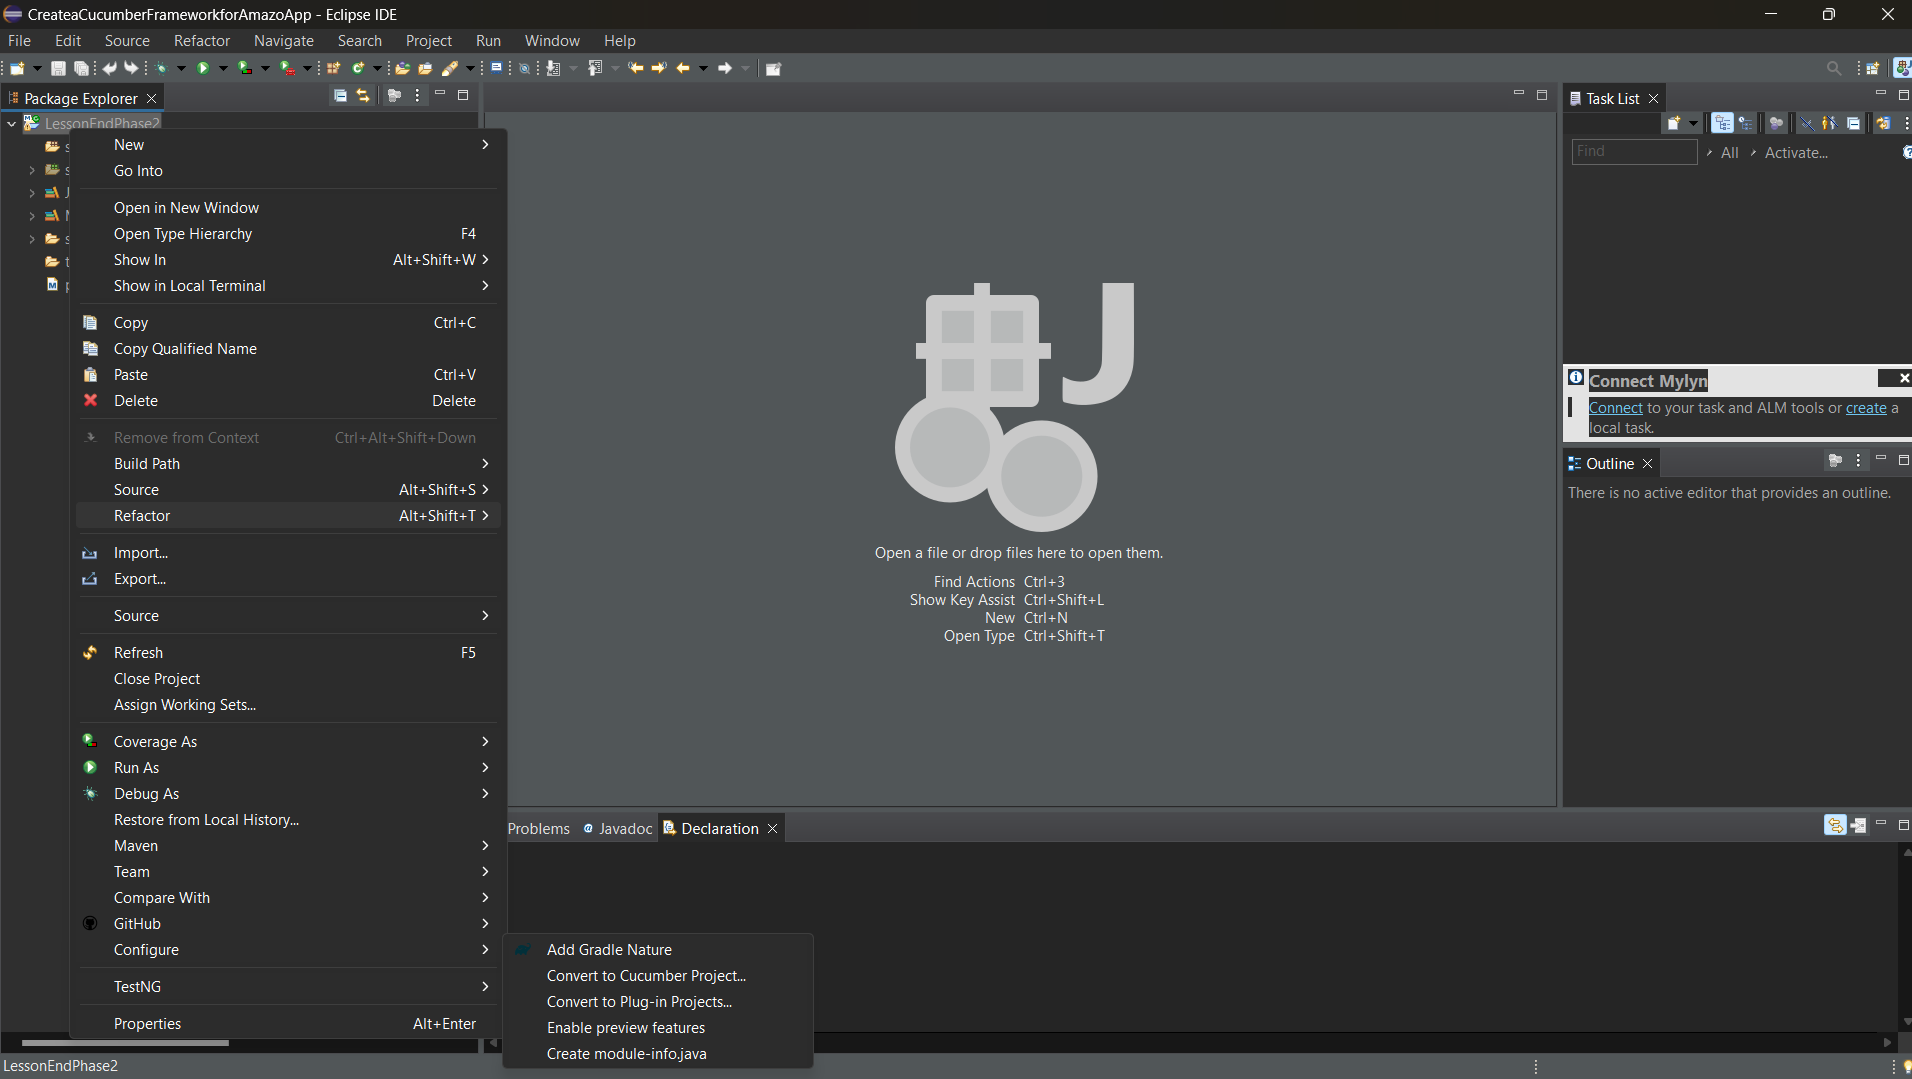 CreateaCucumberFrameworkforAmazoApp - Eclipse IDE
File Edit Source Refactor Navigate Search Project Run Window Help
Package Explorer
LessonEndPhase2
New
Go Into
Open in New Window
Open Type Hierarchy F4
Show In Alt+Shift+W
Show in Local Terminal
Copy Ctrl+C
Copy Qualified Name
Paste Ctrl+V
Delete Delete
Remove from Context Ctrl+Alt+Shift+Down
Build Path
Source Alt+Shift+S
Refactor Alt+Shift+T
Import...
Export...
Source
Refresh F5
Close Project
Assign Working Sets...
Coverage As
Run As
Debug As
Restore from Local History...
Maven
Team
Compare With
GitHub
Configure
TestNG
Properties Alt+Enter
Add Gradle Nature
Convert to Cucumber Project...
Convert to Plug-in Projects...
Enable preview features
Create module-info.java
J
Open a file or drop files here to open them.
Find Actions Ctrl+3
Show Key Assist Ctrl+Shift+L
New Ctrl+N
Open Type Ctrl+Shift+T
Problems @ Javadoc Declaration
Task List
Find All Activate...
Connect Mylyn
Connect to your task and ALM tools or create a
local task.
Outline
There is no active editor that provides an outline.
LessonEndPhase2